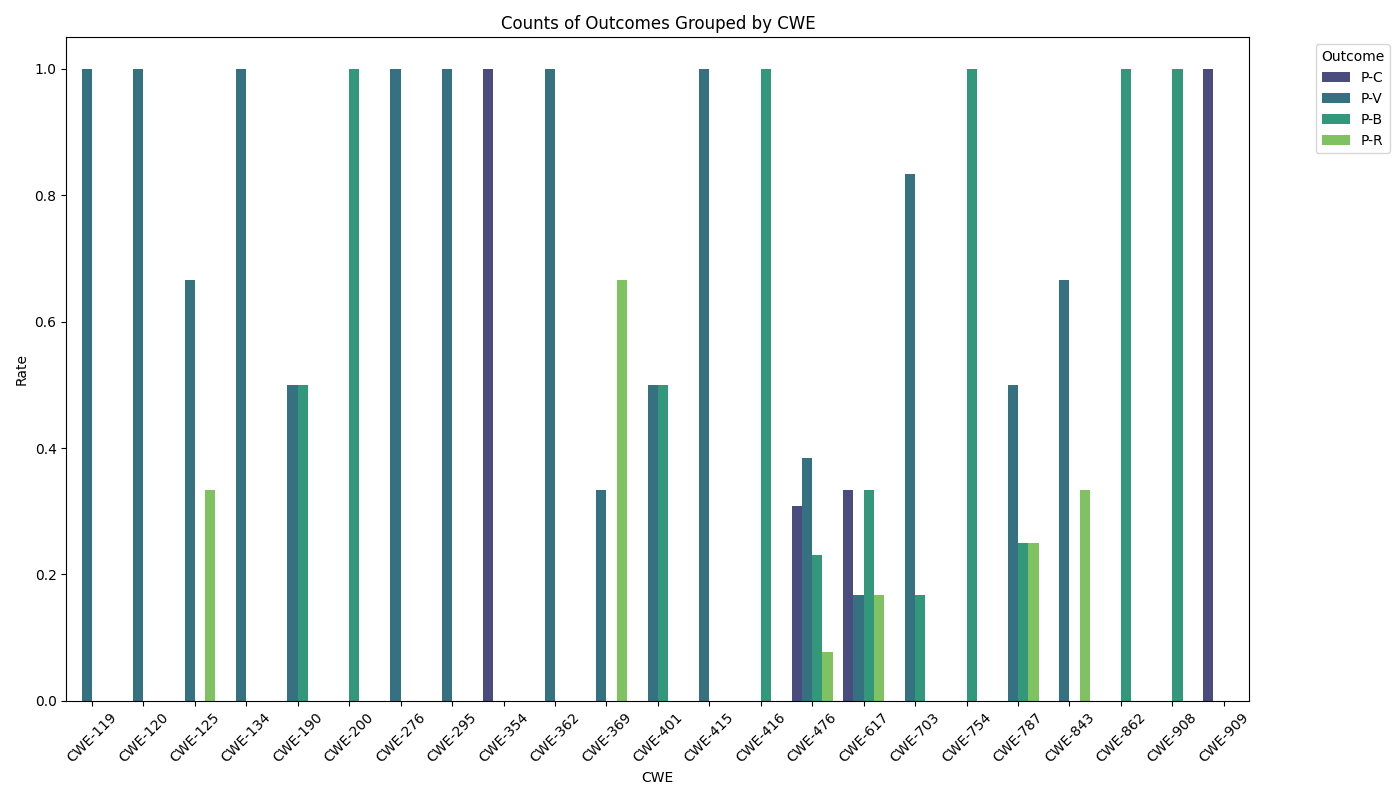 Counts of Outcomes Grouped by CWE
Outcome
P-C
P-V
P-B
P-R
Rate
1.0
0.8
0.6
0.4
0.2
0.0
CWE-119
CWE-120
CWE-125
CWE-134
CWE-190
CWE-200
CWE-276
CWE-295
CWE-354
CWE-362
CWE-369
CWE-401
CWE-415
CWE-416
CWE-476
CWE-617
CWE-703
CWE-754
CWE-787
CWE-843
CWE-862
CWE-908
CWE-909
CWE